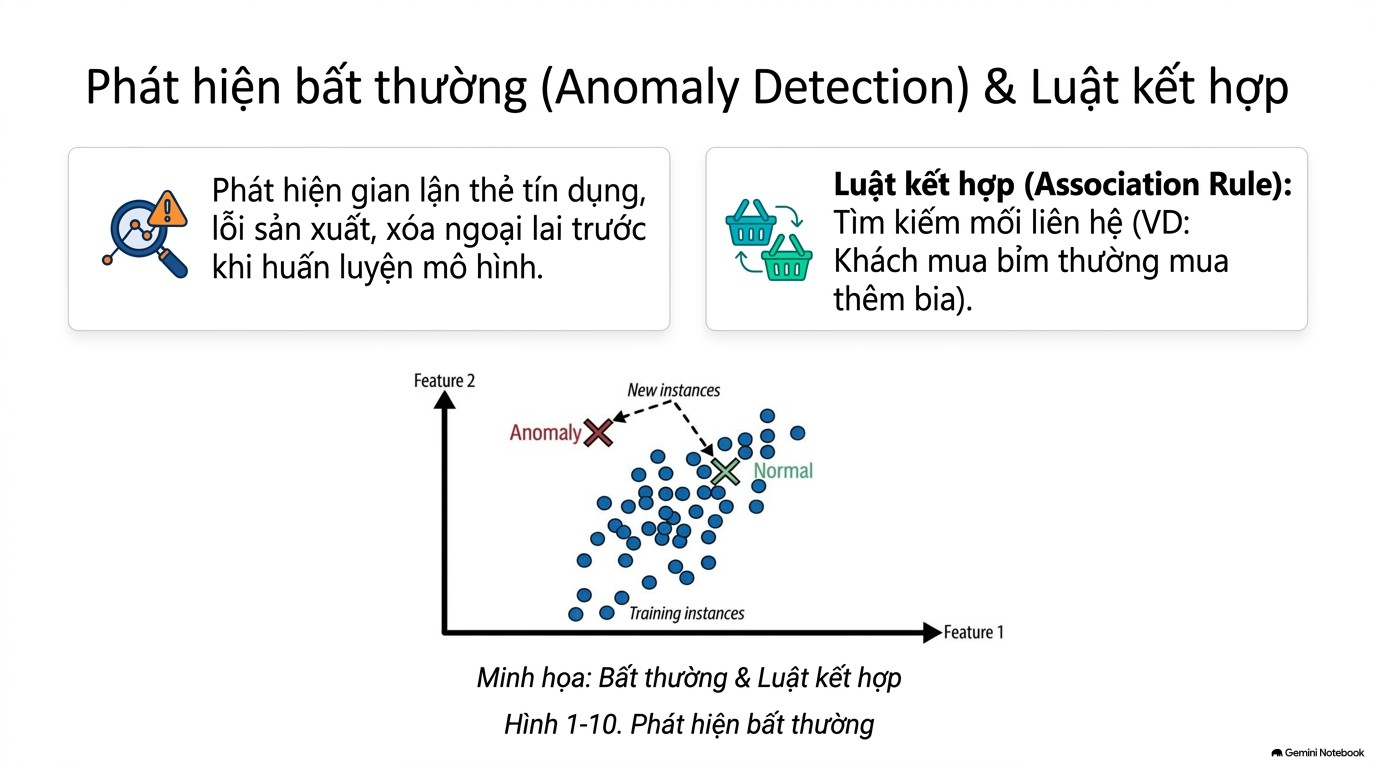 Phát hiện bất thường (Anomaly Detection) & Luật kết hợp
Phát hiện gian lận thẻ tín dụng,
lỗi sản xuất, xóa ngoại lai trước
khi huấn luyện mô hình.
Luật kết hợp (Association Rule):
Tìm kiếm mối liên hệ (VD:
Khách mua bỉm thường mua
thêm bia).
Feature 2
New instances
Anomaly
Normal
Training instances
Feature 1
Minh họa: Bất thường & Luật kết hợp
Hình 1-10. Phát hiện bất thường
Gemini Notebook